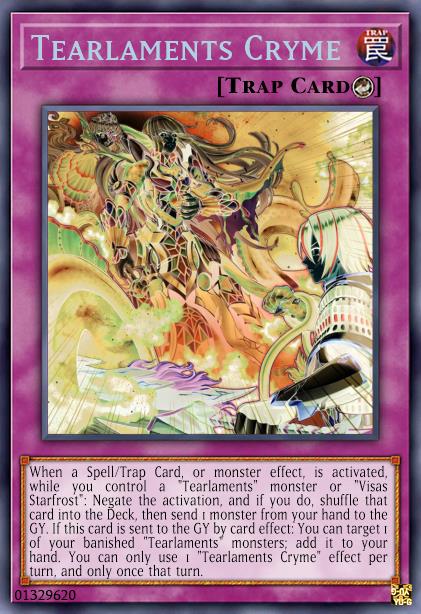 Tearlaments Cryme
TRAP
罠
[Trap Card]
When a Spell/Trap Card, or monster effect, is activated,
while you control a "Tearlaments" monster or "Visas
Starfrost": Negate the activation, and if you do, shuffle that
card into the Deck, then send 1 monster from your hand to the
GY. If this card is sent to the GY by card effect: You can target 1
of your banished "Tearlaments" monsters; add it to your
hand. You can only use 1 "Tearlaments Cryme" effect per
turn, and only once that turn.
01329620